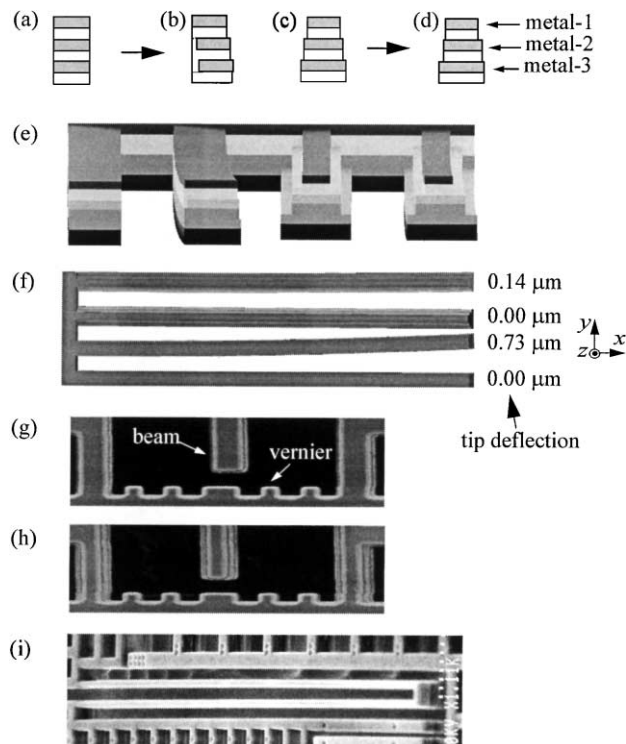 (a)
(b)
(c)
(d)
metal-1
metal-2
metal-3
(e)
(f)
0.14 μm
0.00 μm
0.73 μm
0.00 μm
y
z
x
tip deflection
(g)
beam
vernier
(h)
(i)